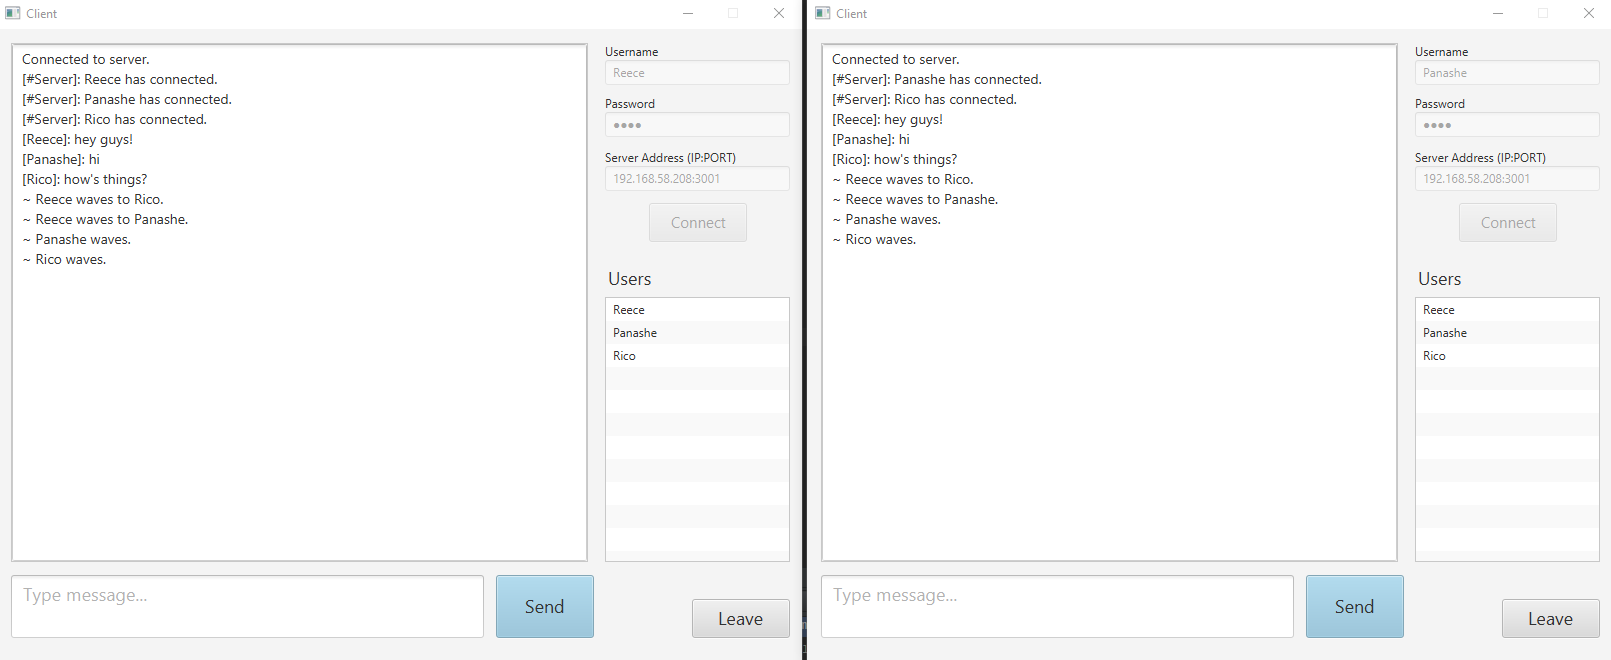 Client
Connected to server.
[#Server]: Reece has connected.
[#Server]: Panashe has connected.
[#Server]: Rico has connected.
[Reece]: hey guys!
[Panashe]: hi
[Rico]: how's things?
~ Reece waves to Rico.
~ Reece waves to Panashe.
~ Panashe waves.
~ Rico waves.
Username
Reece
Password
●●●●
Server Address (IP:PORT)
192.168.58.208:3001
Connect
Users
Reece
Panashe
Rico
Type message...
Send
Leave
Client
Connected to server.
[#Server]: Panashe has connected.
[#Server]: Rico has connected.
[Reece]: hey guys!
[Panashe]: hi
[Rico]: how's things?
~ Reece waves to Rico.
~ Reece waves to Panashe.
~ Panashe waves.
~ Rico waves.
Username
Panashe
Password
●●●●
Server Address (IP:PORT)
192.168.58.208:3001
Connect
Users
Reece
Panashe
Rico
Type message...
Send
Leave